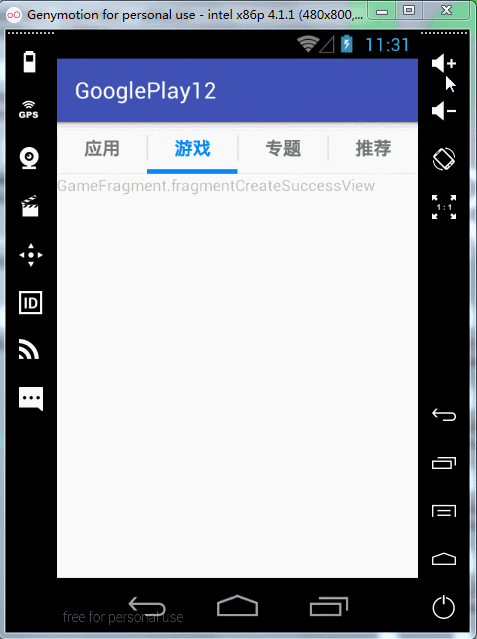 Genymotion for personal use - intel x86p 4.1.1 (480x800,...
11:31
GPS
GooglePlay12
应用 游戏 专题 推荐
GameFragment.fragmentCreateSuccessView
1:1
ID
free for personal use